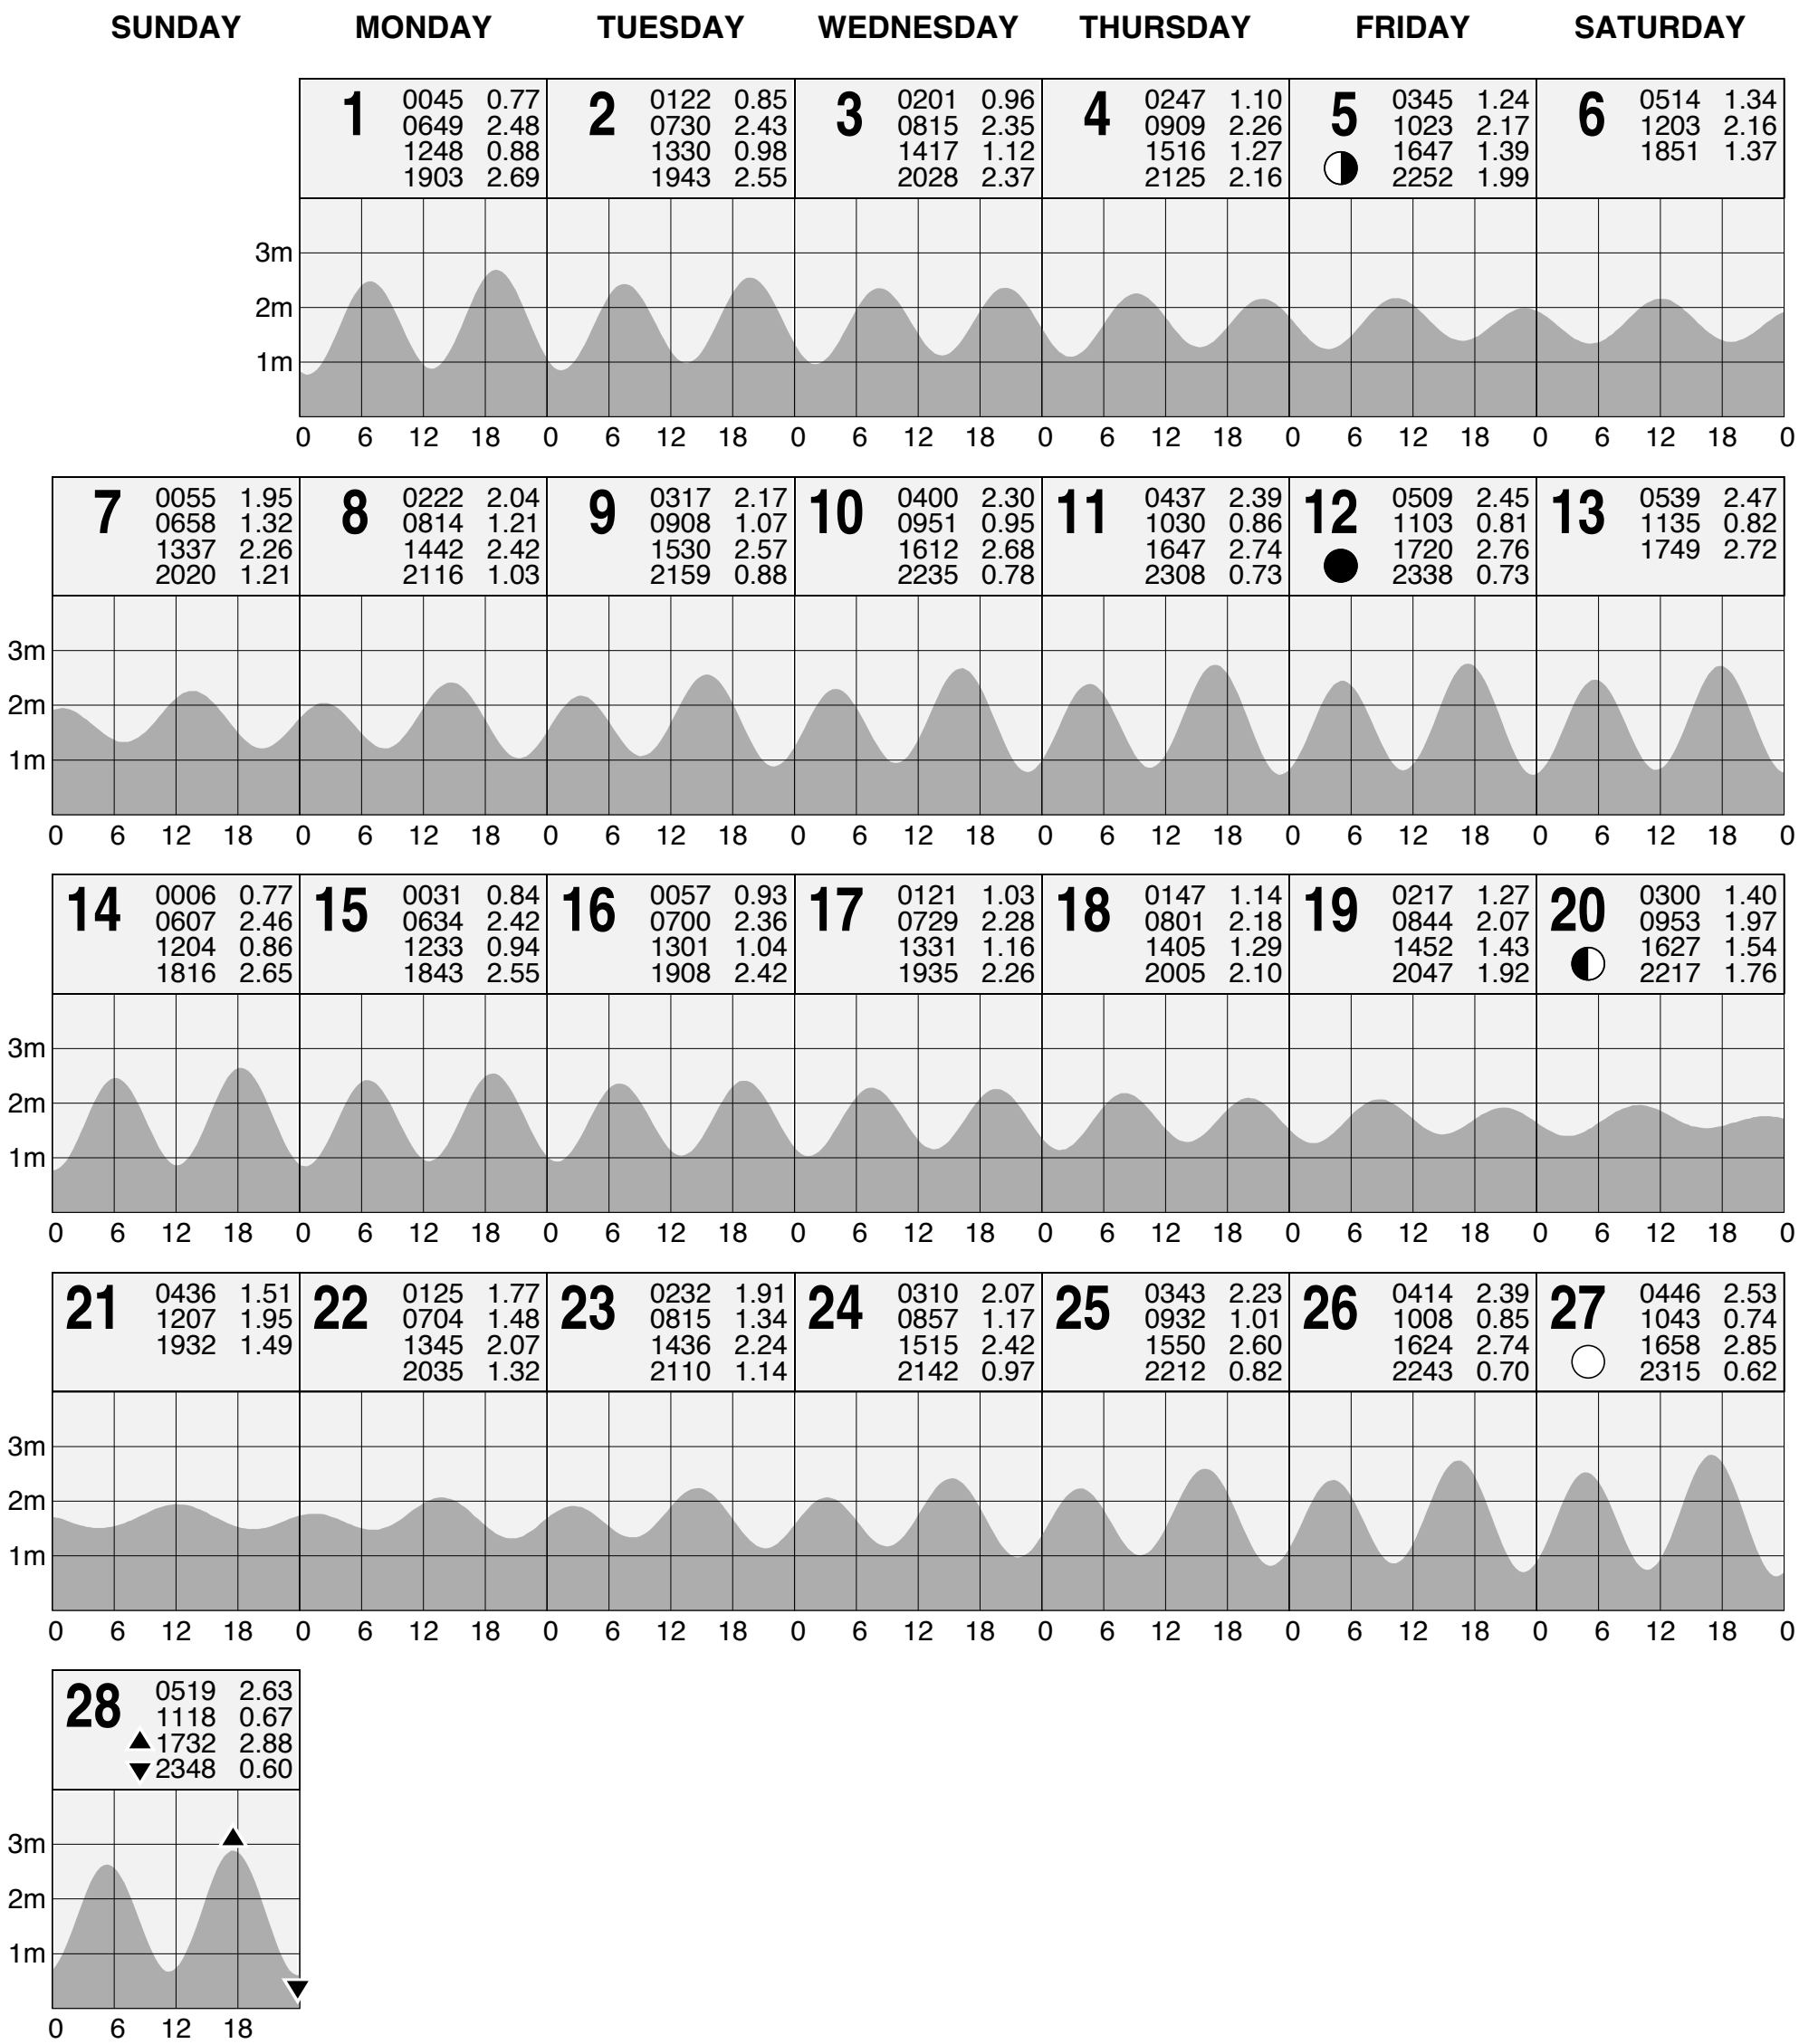 SUNDAY MONDAY TUESDAY WEDNESDAY THURSDAY FRIDAY SATURDAY
1 0045 0.77 2 0122 0.85 3 0201 0.96 4 0247 1.10 5 0345 1.24 6 0514 1.34
0649 2.48 0730 2.43 0815 2.35 0909 2.26 1023 2.17 1203 2.16
1248 0.88 1330 0.98 1417 1.12 1516 1.27 1647 1.39 1851 1.37
1903 2.69 1943 2.55 2028 2.37 2125 2.16 2252 1.99
3m
2m
1m
0 6 12 18 0 6 12 18 0 6 12 18 0 6 12 18 0 6 12 18 0 6 12 18 0
7 0055 1.95 8 0222 2.04 9 0317 2.17 10 0400 2.30 11 0437 2.39 12 0509 2.45 13 0539 2.47
0658 1.32 0814 1.21 0908 1.07 0951 0.95 1030 0.86 1103 0.81 1135 0.82
1337 2.26 1442 2.42 1530 2.57 1612 2.68 1647 2.74 1720 2.76 1749 2.72
2020 1.21 2116 1.03 2159 0.88 2235 0.78 2308 0.73 2338 0.73
3m
2m
1m
0 6 12 18 0 6 12 18 0 6 12 18 0 6 12 18 0 6 12 18 0 6 12 18 0 6 12 18 0
14 0006 0.77 15 0031 0.84 16 0057 0.93 17 0121 1.03 18 0147 1.14 19 0217 1.27 20 0300 1.40
0607 2.46 0634 2.42 0700 2.36 0729 2.28 0801 2.18 0844 2.07 0953 1.97
1204 0.86 1233 0.94 1301 1.04 1331 1.16 1405 1.29 1452 1.43 1627 1.54
1816 2.65 1843 2.55 1908 2.42 1935 2.26 2005 2.10 2047 1.92 2217 1.76
3m
2m
1m
0 6 12 18 0 6 12 18 0 6 12 18 0 6 12 18 0 6 12 18 0 6 12 18 0 6 12 18 0
21 0436 1.51 22 0125 1.77 23 0232 1.91 24 0310 2.07 25 0343 2.23 26 0414 2.39 27 0446 2.53
1207 1.95 0704 1.48 0815 1.34 0857 1.17 0932 1.01 1008 0.85 1043 0.74
1932 1.49 1345 2.07 1436 2.24 1515 2.42 1550 2.60 1624 2.74 1658 2.85
2035 1.32 2110 1.14 2142 0.97 2212 0.82 2243 0.70 2315 0.62
3m
2m
1m
0 6 12 18 0 6 12 18 0 6 12 18 0 6 12 18 0 6 12 18 0 6 12 18 0 6 12 18 0
28 0519 2.63
1118 0.67
1732 2.88
2348 0.60
3m
2m
1m
0 6 12 18